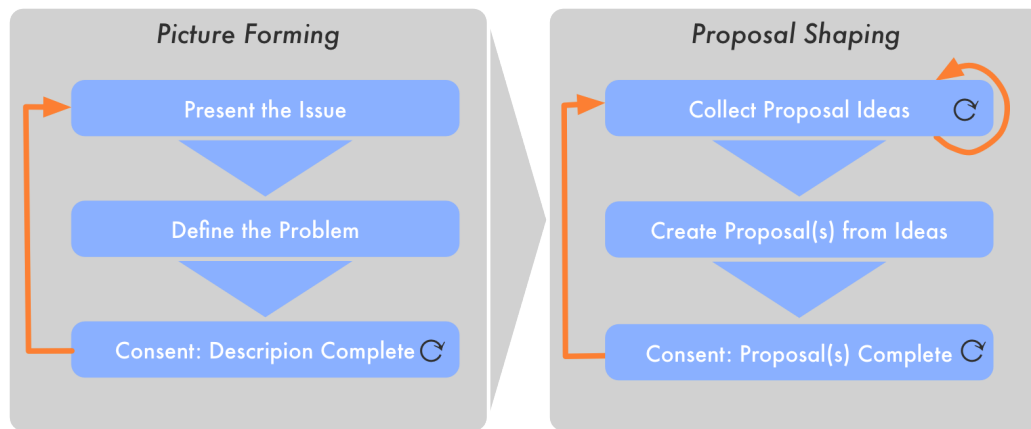 Picture Forming
Present the Issue
Define the Problem
Consent: Descripion Complete
Proposal Shaping
Collect Proposal Ideas
Create Proposal(s) from Ideas
Consent: Proposal(s) Complete